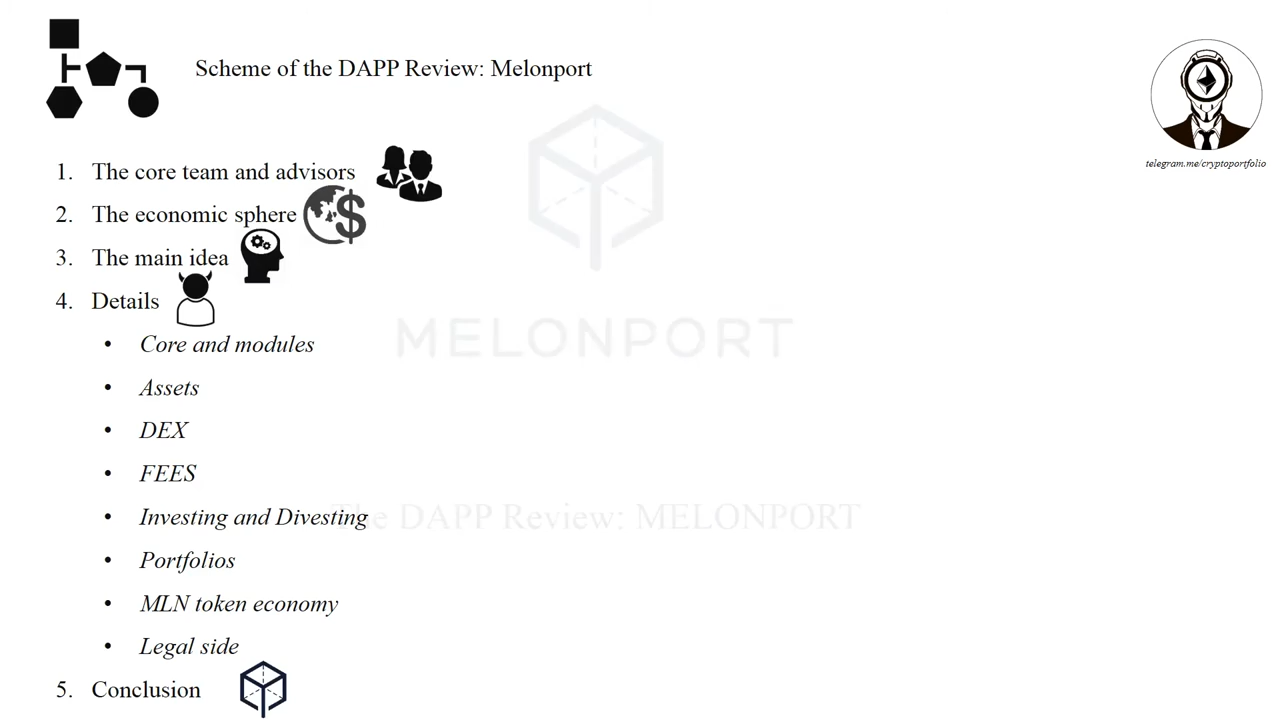 Scheme of the DAPP Review: Melonport
telegram.me/cryptoportfolio
1. The core team and advisors
2. The economic sphere
3. The main idea
4. Details
• Core and modules
MELONPORT
• Assets
• DEX
• FEES
• Investing and Divesting
The DAPP Review: MELONPORT
• Portfolios
• MLN token economy
• Legal side
5. Conclusion